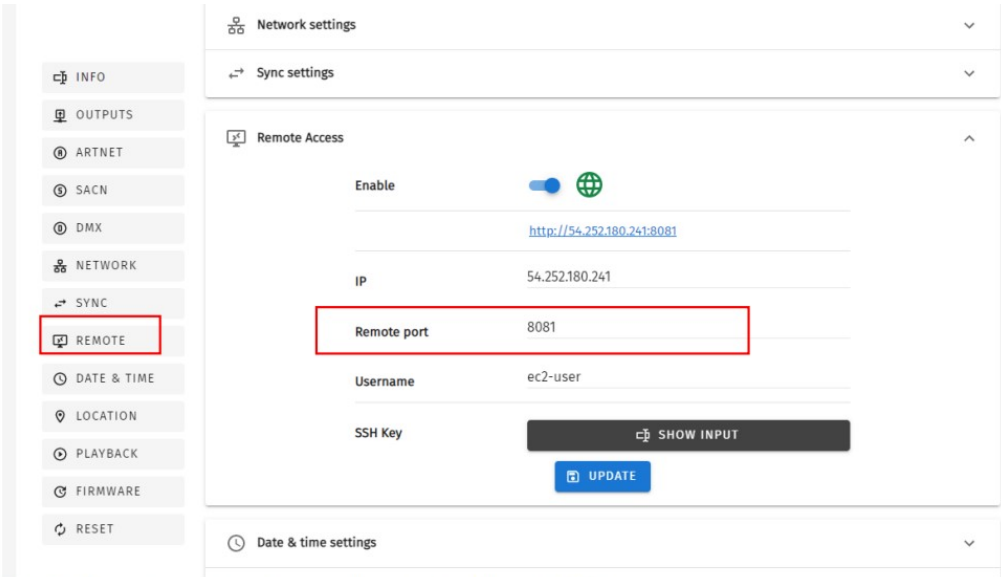 Network settings
Sync settings
INFO
OUTPUTS
ARTNET
SACN
DMX
NETWORK
SYNC
REMOTE
DATE & TIME
LOCATION
PLAYBACK
FIRMWARE
RESET
Remote Access
Enable
http://54.252.180.241:8081
IP 54.252.180.241
Remote port 8081
Username ec2-user
SSH Key SHOW INPUT
UPDATE
Date & time settings